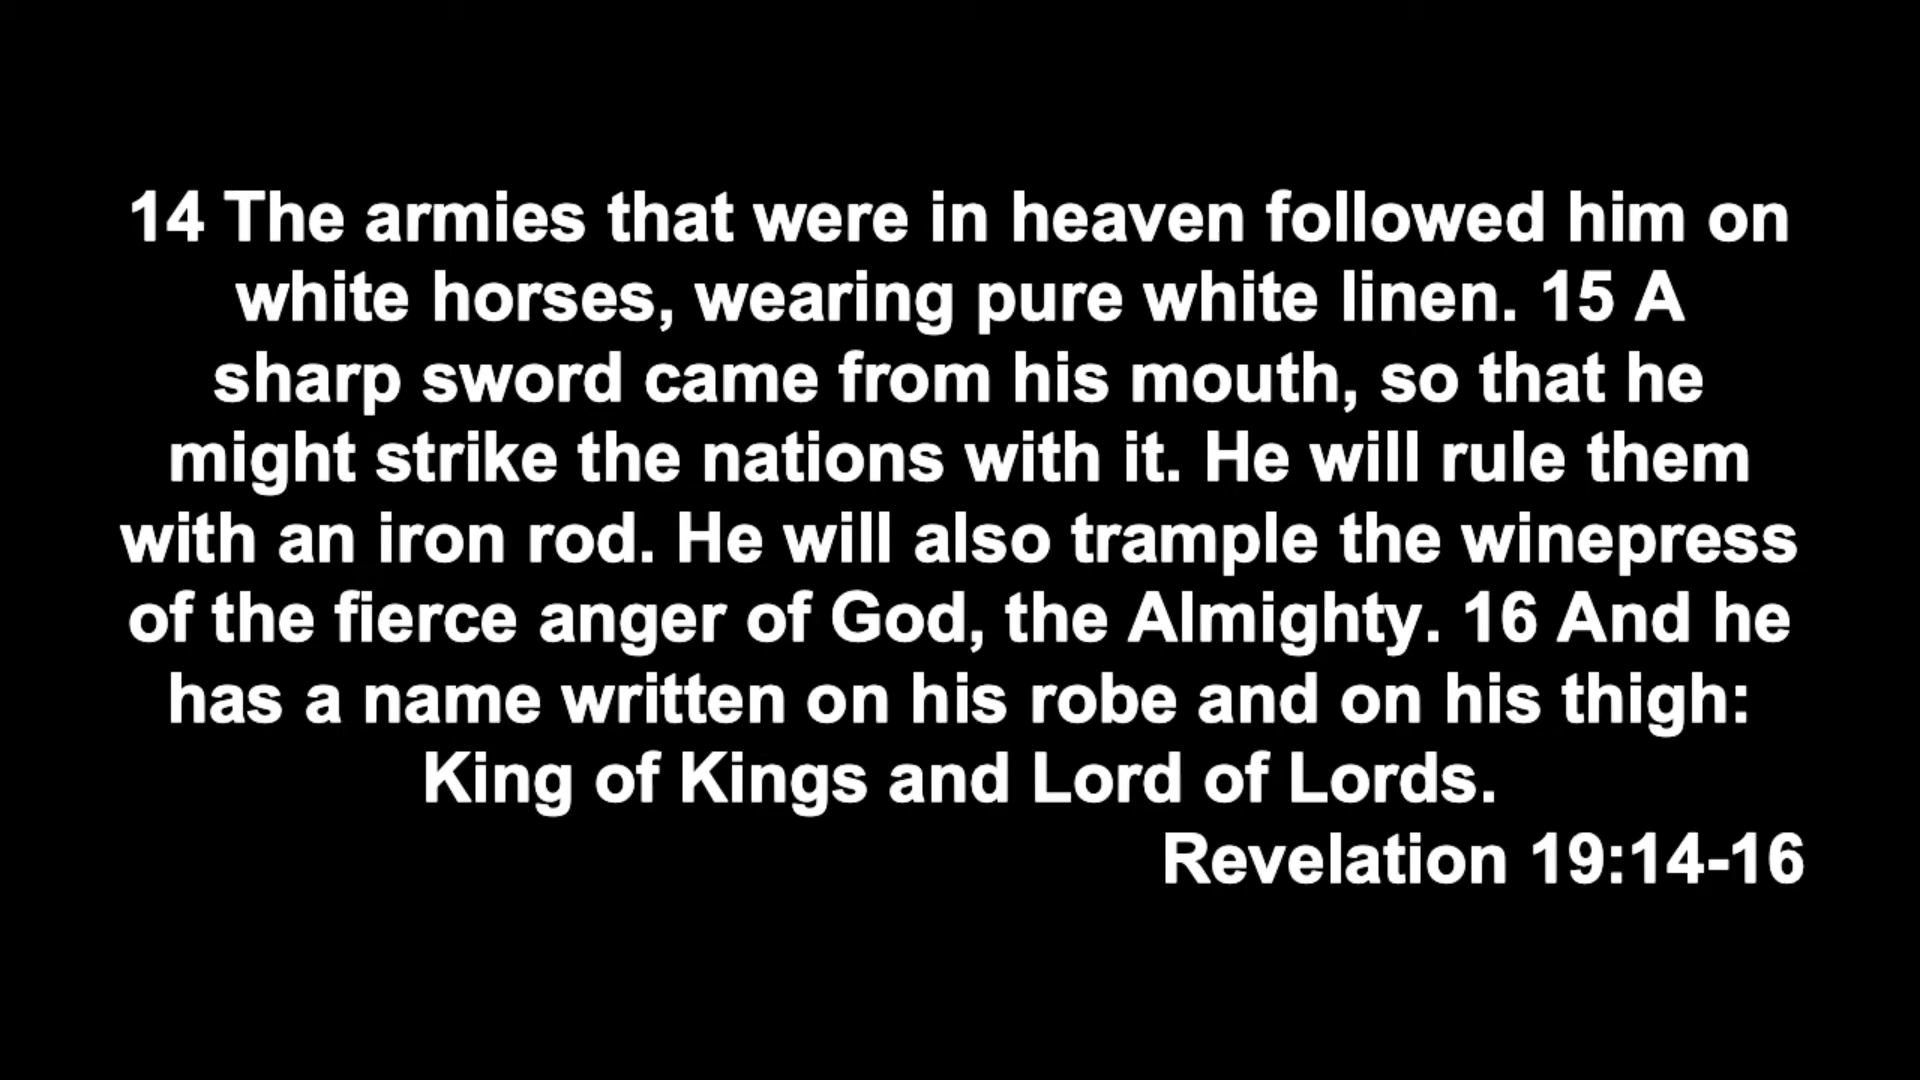 14 The armies that were in heaven followed him on
white horses, wearing pure white linen. 15 A
sharp sword came from his mouth, so that he
might strike the nations with it. He will rule them
with an iron rod. He will also trample the winepress
of the fierce anger of God, the Almighty. 16 And he
has a name written on his robe and on his thigh:
King of Kings and Lord of Lords.
Revelation 19:14-16